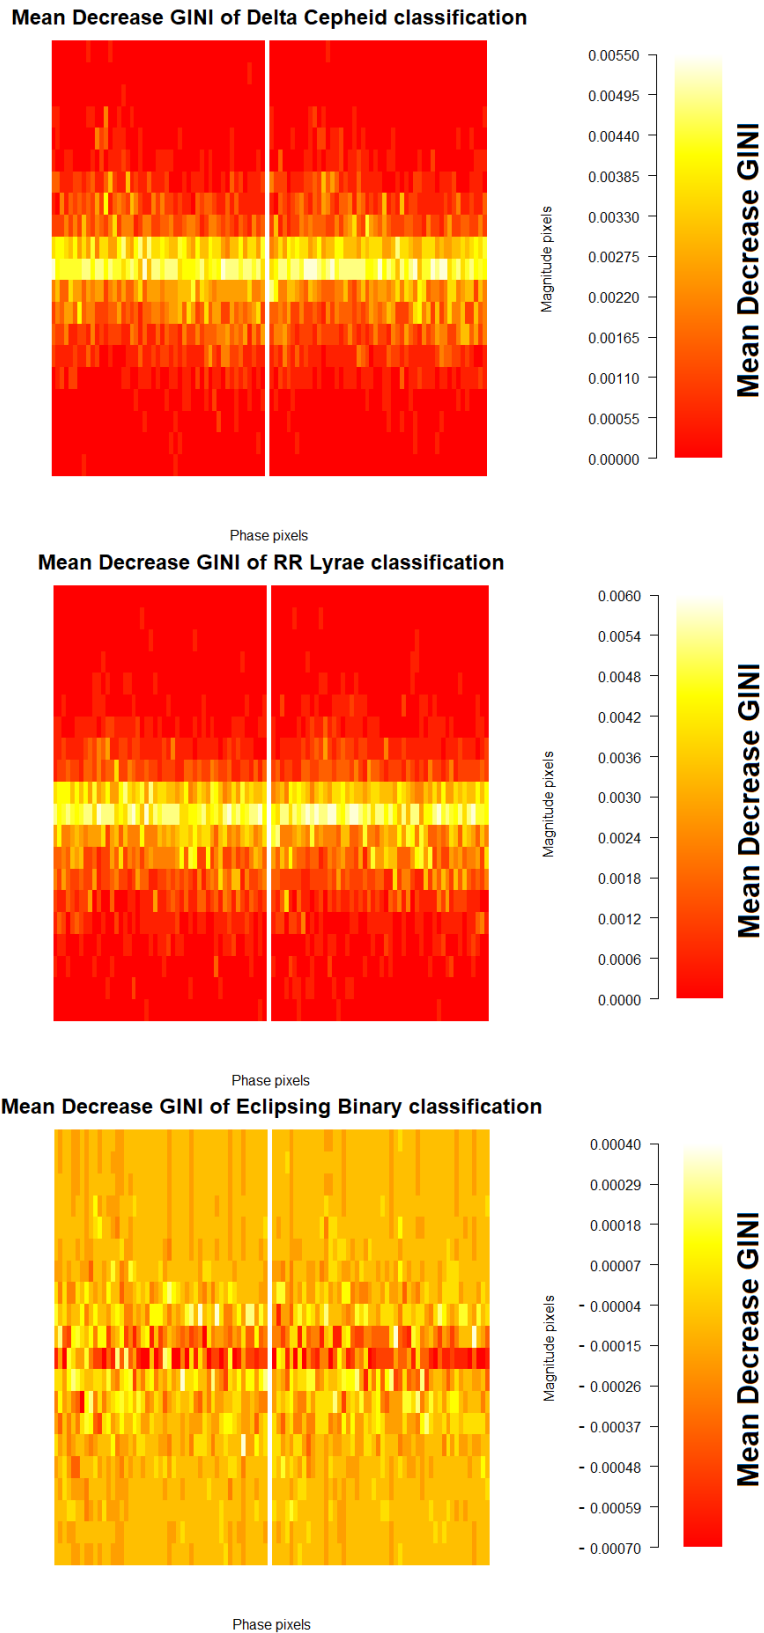 Mean Decrease GINI of Delta Cepheid classification
0.00550
0.00495
0.00440
0.00385
0.00330
0.00275
0.00220
0.00165
0.00110
0.00055
0.00000
Magnitude pixels
Mean Decrease GINI
Phase pixels
Mean Decrease GINI of RR Lyrae classification
0.0060
0.0054
0.0048
0.0042
0.0036
0.0030
0.0024
0.0018
0.0012
0.0006
0.0000
Magnitude pixels
Mean Decrease GINI
Phase pixels
Mean Decrease GINI of Eclipsing Binary classification
0.00040
0.00029
0.00018
0.00007
- 0.00004
- 0.00015
- 0.00026
- 0.00037
- 0.00048
- 0.00059
- 0.00070
Magnitude pixels
Mean Decrease GINI
Phase pixels